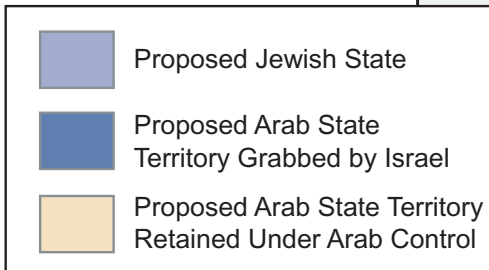 Proposed Jewish State
Proposed Arab State
Territory Grabbed by Israel
Proposed Arab State Territory
Retained Under Arab Control